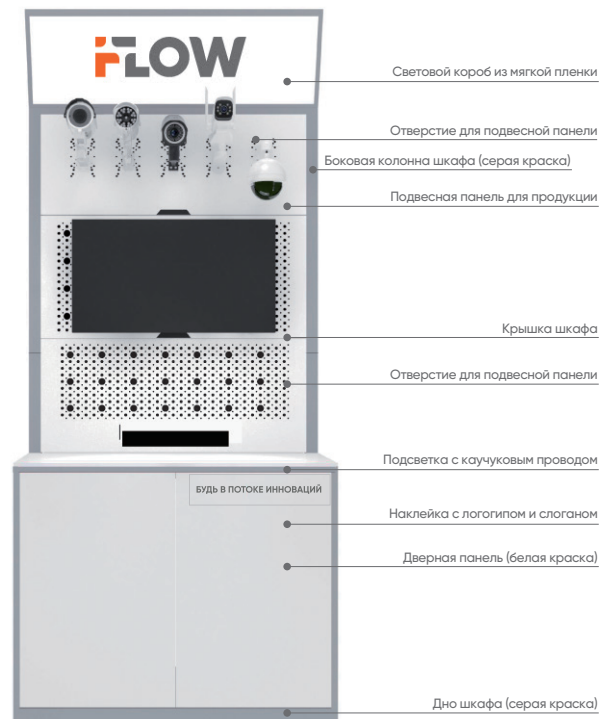 FLOW
Световой короб из мягкой пленки
Отверстие для подвесной панели
Боковая колонна шкафа (серая краска)
Подвесная панель для продукции
Крышка шкафа
Отверстие для подвесной панели
Подсветка с каучуковым проводом
БУДЬ В ПОТОКЕ ИННОВАЦИЙ
Наклейка с логогипом и слоганом
Дверная панель (белая краска)
Дно шкафа (серая краска)